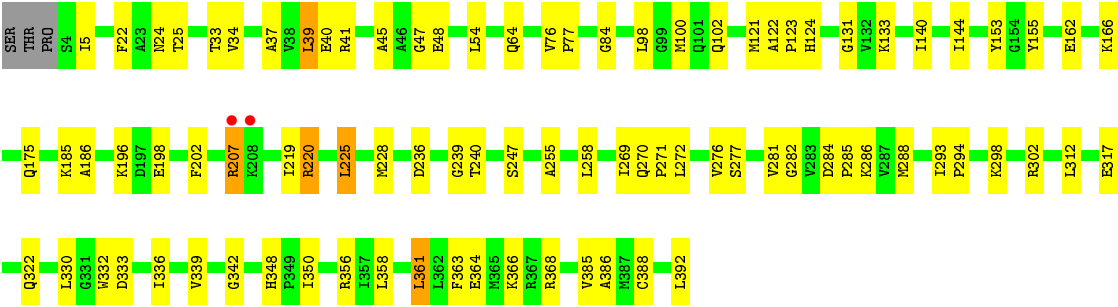 SER THR PRO S4 I5 F22 A23 N24 T25 T33 V34 A37 V38 L39 E40 R41 A45 A46 G47 E48 L54 Q64 V76 P77 G84 L98 G99 M100 Q101 Q102 M121 A122 P123 H124 G131 V132 K133 I140 I144 Y153 G154 Y155 E162 K166
Q175 K185 A186 K196 D197 E198 F202 R207 K208 I219 R220 L225 M228 D236 G239 T240 S247 A255 L258 I269 Q270 P271 L272 V276 S277 V281 G282 V283 D284 P285 K286 V287 M288 I293 P294 K298 R302 L312 E317
Q322 L330 G331 W332 D333 I336 V339 G342 H348 P349 I350 R356 I357 L358 L361 L362 F363 E364 M365 K366 R367 R368 V385 A386 M387 C388 L392